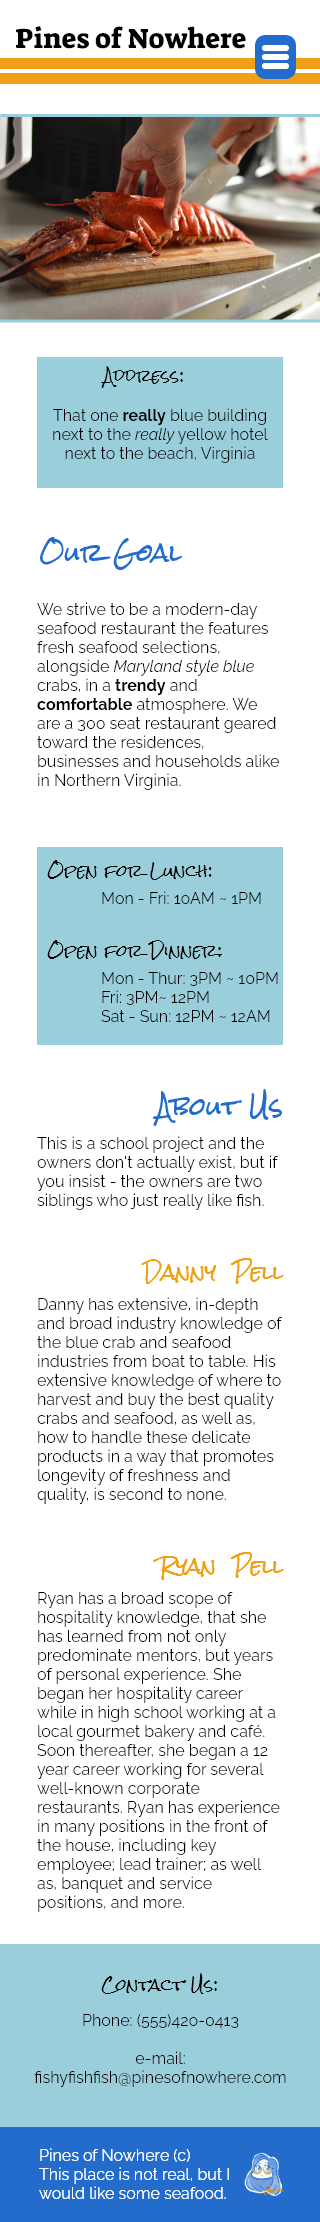 Pines of Nowhere
Address:
That one really blue building
next to the really yellow hotel
next to the beach, Virginia
Our Goal
We strive to be a modern-day
seafood restaurant the features
fresh seafood selections,
alongside Maryland style blue
crabs, in a trendy and
comfortable atmosphere. We
are a 300 seat restaurant geared
toward the residences,
businesses and households alike
in Northern Virginia.
Open for Lunch:
Mon - Fri: 10AM ~ 1PM
Open for Dinner:
Mon - Thur: 3PM ~ 10PM
Fri: 3PM~ 12PM
Sat - Sun: 12PM ~ 12AM
About Us
This is a school project and the
owners don't actually exist, but if
you insist - the owners are two
siblings who just really like fish.
Danny Pell
Danny has extensive, in-depth
and broad industry knowledge of
the blue crab and seafood
industries from boat to table. His
extensive knowledge of where to
harvest and buy the best quality
crabs and seafood, as well as,
how to handle these delicate
products in a way that promotes
longevity of freshness and
quality, is second to none.
Ryan Pell
Ryan has a broad scope of
hospitality knowledge, that she
has learned from not only
predominate mentors, but years
of personal experience. She
began her hospitality career
while in high school working at a
local gourmet bakery and café.
Soon thereafter, she began a 12
year career working for several
well-known corporate
restaurants. Ryan has experience
in many positions in the front of
the house, including key
employee; lead trainer; as well
as, banquet and service
positions, and more.
Contact Us:
Phone: (555)420-0413
e-mail:
fishyfishfish@pinesofnowhere.com
Pines of Nowhere (c)
This place is not real, but I
would like some seafood.